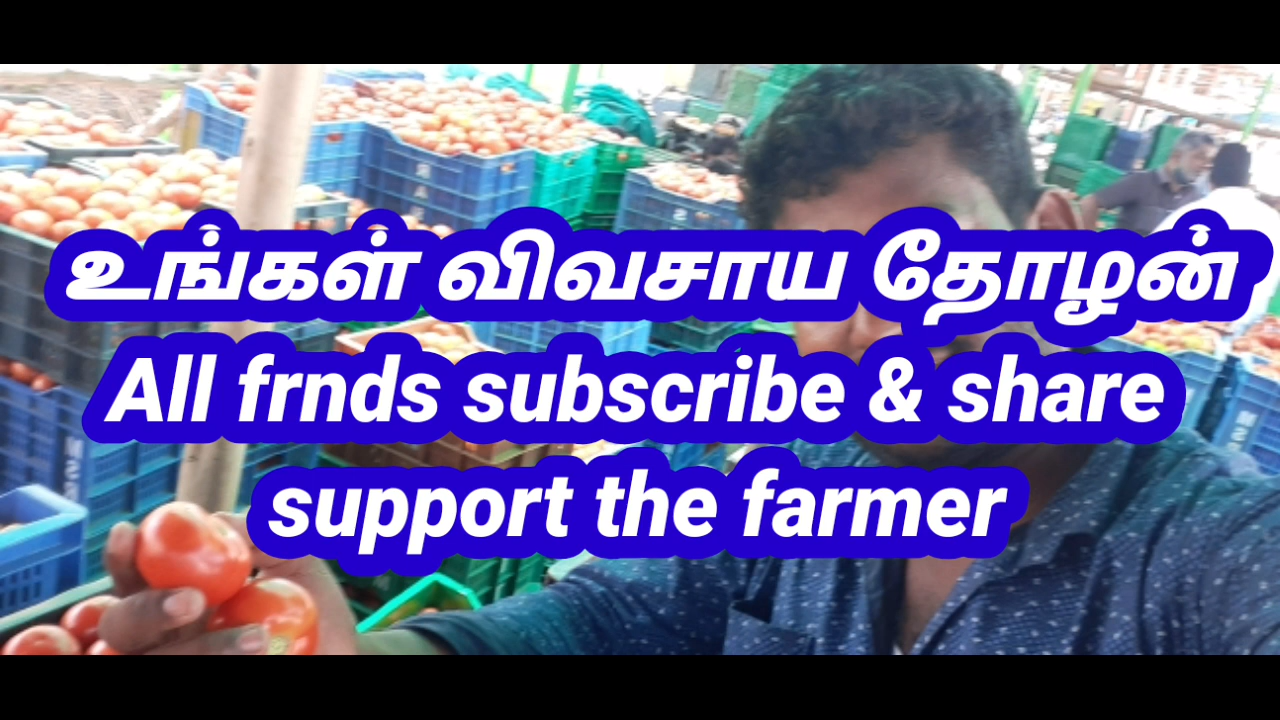 உங்கள் விவசாய தோழன்
All frnds subscribe & share
support the farmer